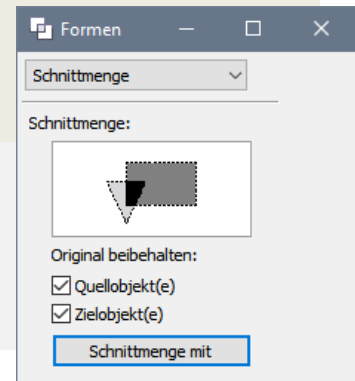 Formen
Schnittmenge
Schnittmenge:
Original beibehalten:
Quellobjekt(e)
Zielobjekt(e)
Schnittmenge mit